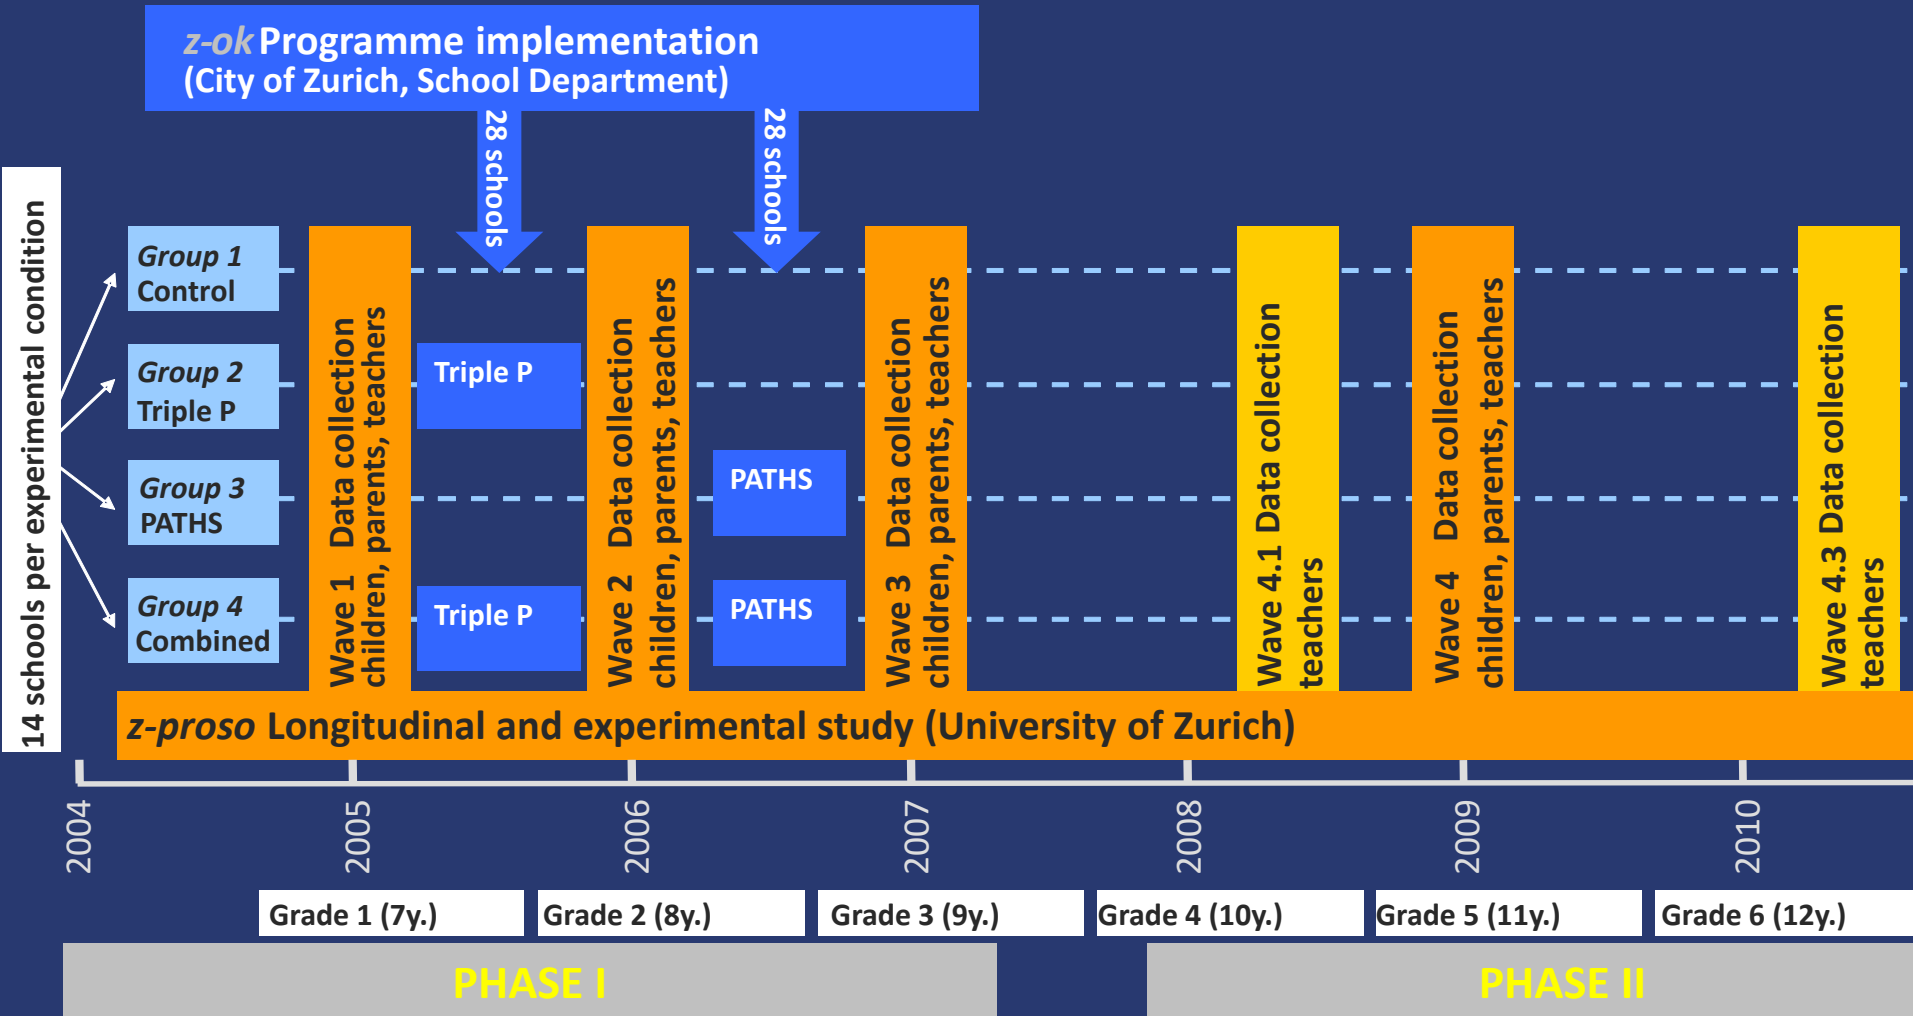 z-ok Programme implementation
(City of Zurich, School Department)
28 schools
28 schools
14 schools per experimental condition
Group 1
Control
Group 2
Triple P
Group 3
PATHS
Group 4
Combined
Wave 1 Data collection
children, parents, teachers
Triple P
Triple P
Wave 2 Data collection
children, parents, teachers
PATHS
PATHS
Wave 3 Data collection
children, parents, teachers
Wave 4.1 Data collection
teachers
Wave 4 Data collection
children, parents, teachers
Wave 4.3 Data collection
teachers
z-proso Longitudinal and experimental study (University of Zurich)
2004
2005
2006
2007
2008
2009
2010
Grade 1 (7y.)
Grade 2 (8y.)
Grade 3 (9y.)
Grade 4 (10y.)
Grade 5 (11y.)
Grade 6 (12y.)
PHASE I
PHASE II